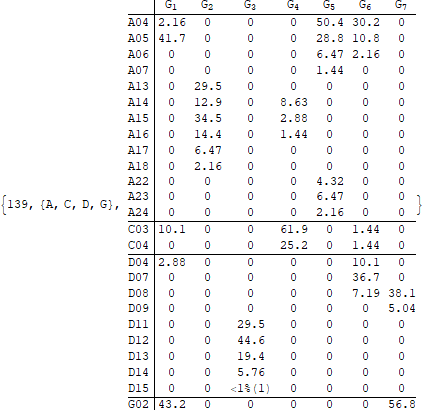 G1 G2 G3 G4 G5 G6 G7
A04 2.16 0 0 0 50.4 30.2 0
A05 41.7 0 0 0 28.8 10.8 0
A06 0 0 0 0 6.47 2.16 0
A07 0 0 0 0 1.44 0 0
A13 0 29.5 0 0 0 0 0
A14 0 12.9 0 8.63 0 0 0
A15 0 34.5 0 2.88 0 0 0
A16 0 14.4 0 1.44 0 0 0
A17 0 6.47 0 0 0 0 0
A18 0 2.16 0 0 0 0 0
A22 0 0 0 0 4.32 0 0
{139, {A, C, D, G}, A23 0 0 0 0 6.47 0 0 }
A24 0 0 0 0 2.16 0 0
C03 10.1 0 0 61.9 0 1.44 0
C04 0 0 0 25.2 0 1.44 0
D04 2.88 0 0 0 0 10.1 0
D07 0 0 0 0 0 36.7 0
D08 0 0 0 0 0 7.19 38.1
D09 0 0 0 0 0 0 5.04
D11 0 0 29.5 0 0 0 0
D12 0 0 44.6 0 0 0 0
D13 0 0 19.4 0 0 0 0
D14 0 0 5.76 0 0 0 0
D15 0 0 <1%(1) 0 0 0 0
G02 43.2 0 0 0 0 0 56.8